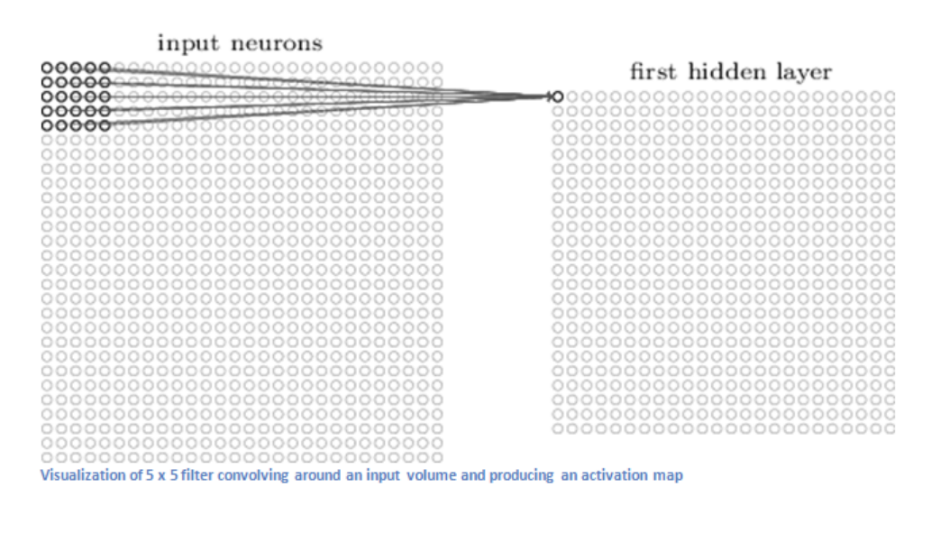 input neurons
first hidden layer
Visualization of 5 x 5 filter convolving around an input volume and producing an activation map